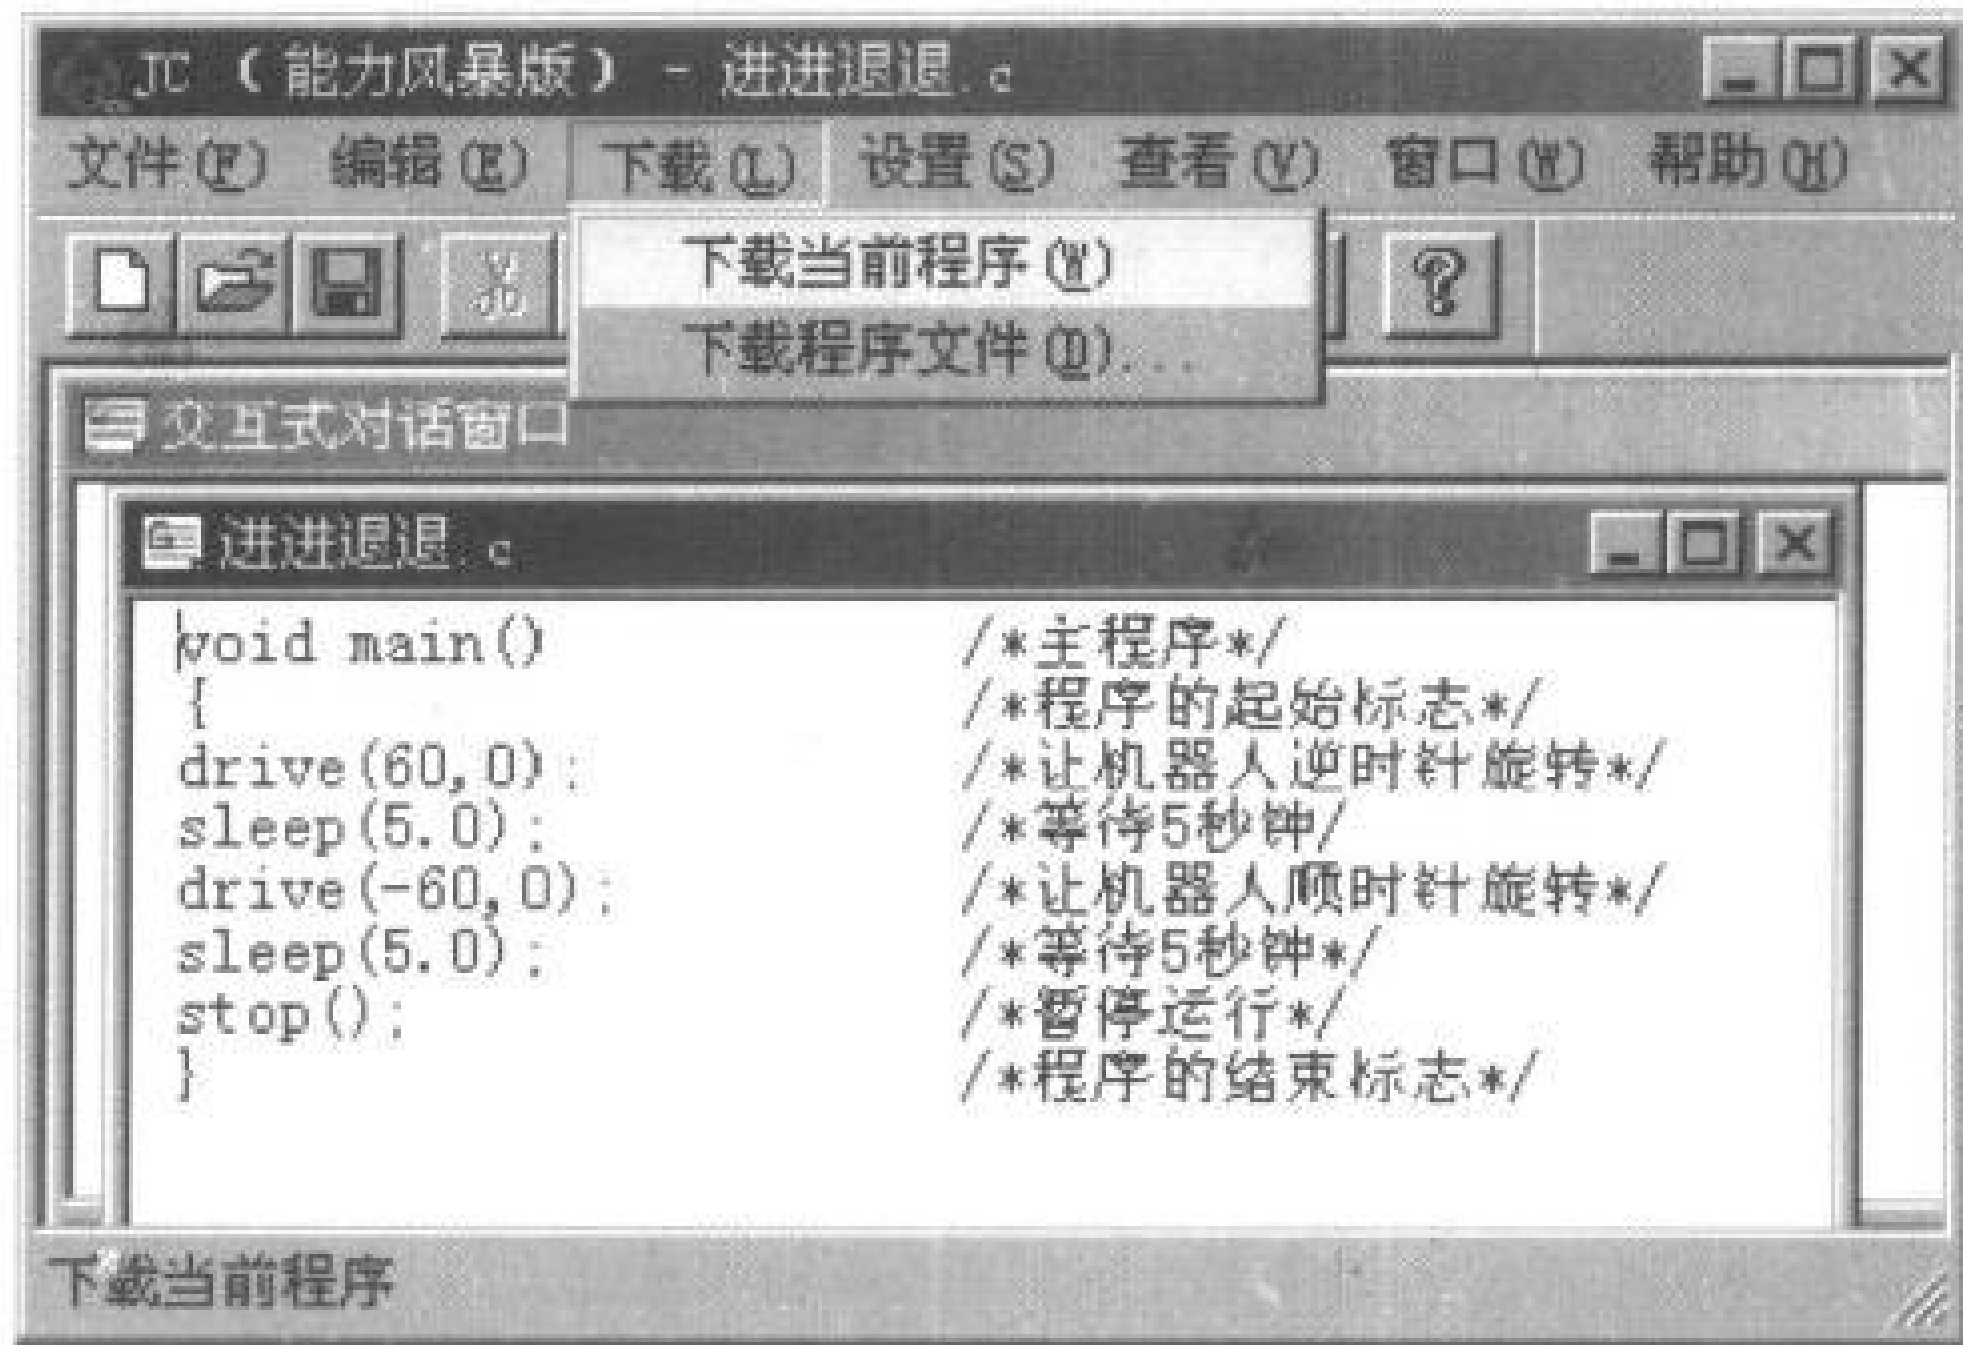 JC （能力风暴版） - 进进退退.c
文件(F) 编辑(E) 下载(L) 设置(S) 查看(V) 窗口(W) 帮助(H)
下载当前程序(W)
下载程序文件(D)...
交互式对话窗口
进进退退.c
void main() /*主程序*/
{ /*程序的起始标志*/
drive(60,0); /*让机器人逆时针旋转*/
sleep(5.0); /*等待5秒钟/
drive(-60,0); /*让机器人顺时针旋转*/
sleep(5.0); /*等待5秒钟*/
stop(); /*暂停运行*/
} /*程序的结束标志*/
下载当前程序